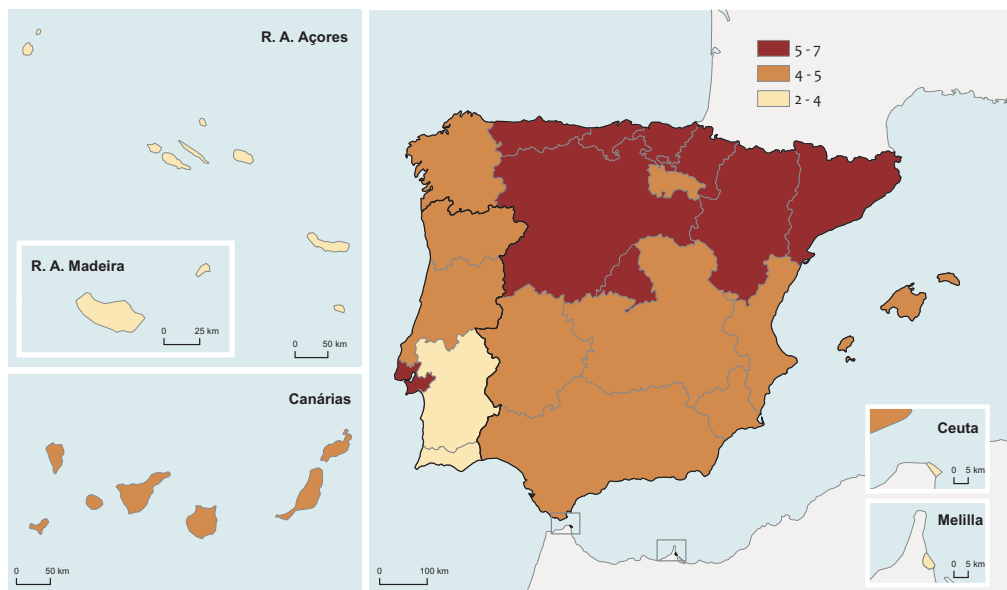 R. A. Açores
R. A. Madeira
0 25 km
0 50 km
Canárias
0 50 km
5 - 7
4 - 5
2 - 4
0 100 km
Ceuta
0 5 km
Melilla
0 5 km